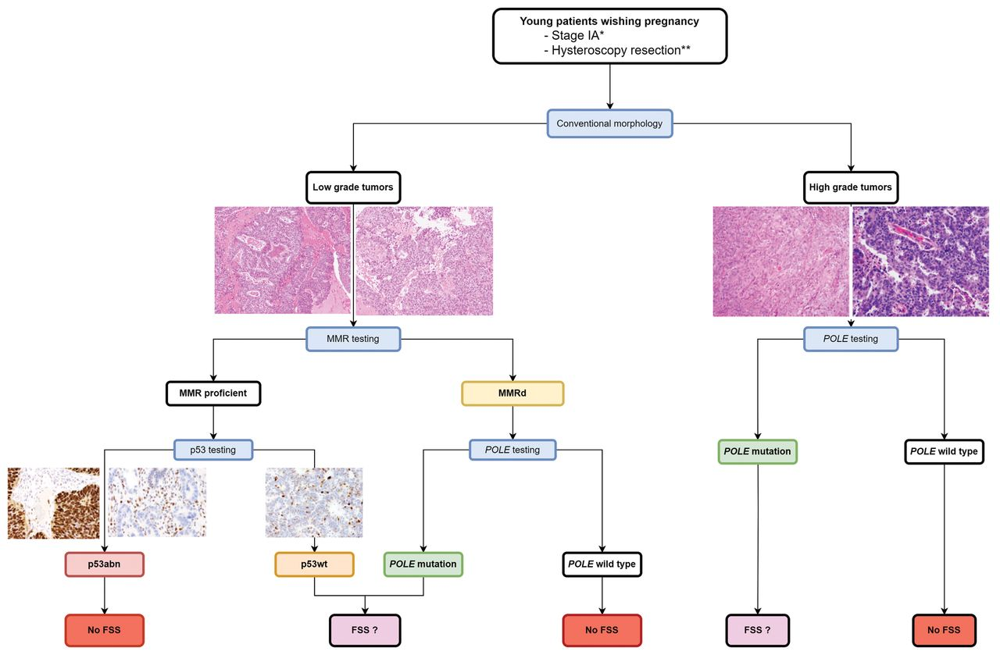 Young patients wishing pregnancy
- Stage IA*
- Hysteroscopy resection**
Conventional morphology
Low grade tumors
High grade tumors
MMR testing
POLE testing
MMR proficient
MMRd
p53 testing
POLE testing
POLE mutation
POLE wild type
p53abn
p53wt
POLE mutation
POLE wild type
No FSS
FSS ?
No FSS
FSS ?
No FSS